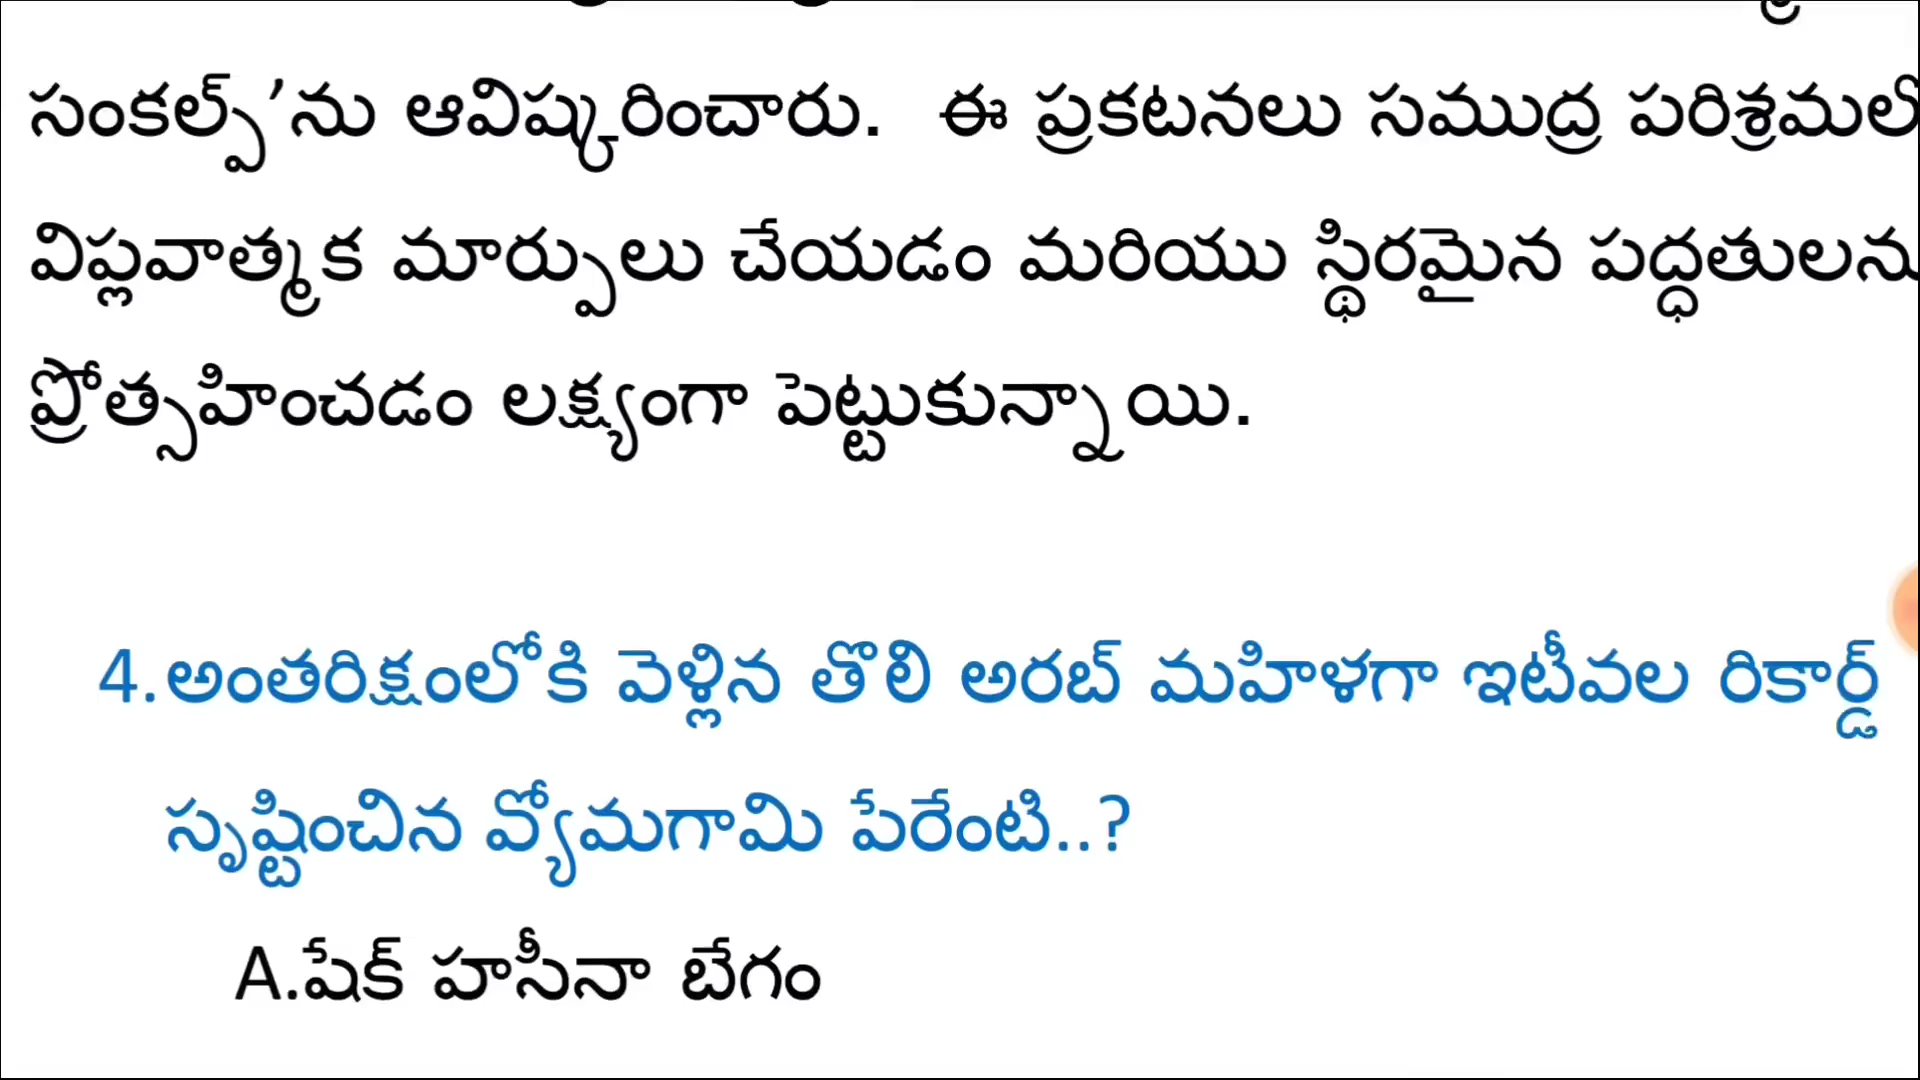 సంకల్ప్'ను ఆవిష్కరించారు. ఈ ప్రకటనలు సముద్ర పరిశ్రమలో
విప్లవాత్మక మార్పులు చేయడం మరియు స్థిరమైన పద్ధతులను
ప్రోత్సహించడం లక్ష్యంగా పెట్టుకున్నాయి.
4.అంతరిక్షంలోకి వెళ్లిన తొలి అరబ్ మహిళగా ఇటీవల రికార్డ్
సృష్టించిన వ్యోమగామి పేరేంటి..?
A.షేక్ హసీనా బేగం